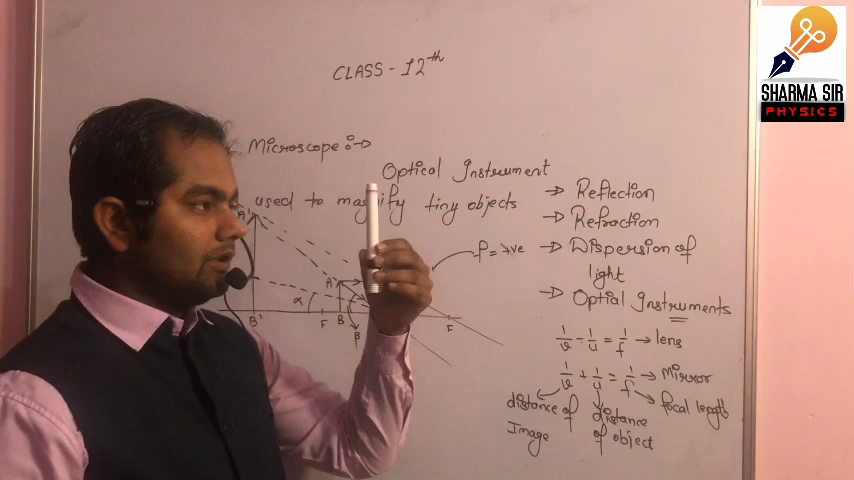 CLASS - 12th
Microscope :->
Optical Instrument
used to magnify tiny objects
-> Reflection
-> Refraction
-> Dispersion of
light
-> Optial Instruments
f = +ve
A'
A
α
B'
F
B
β
F
1/v - 1/u = 1/f -> lens
1/v + 1/u = 1/f -> Mirror
focal length
distance of
Image
distance
of object
SHARMA SIR
PHYSICS